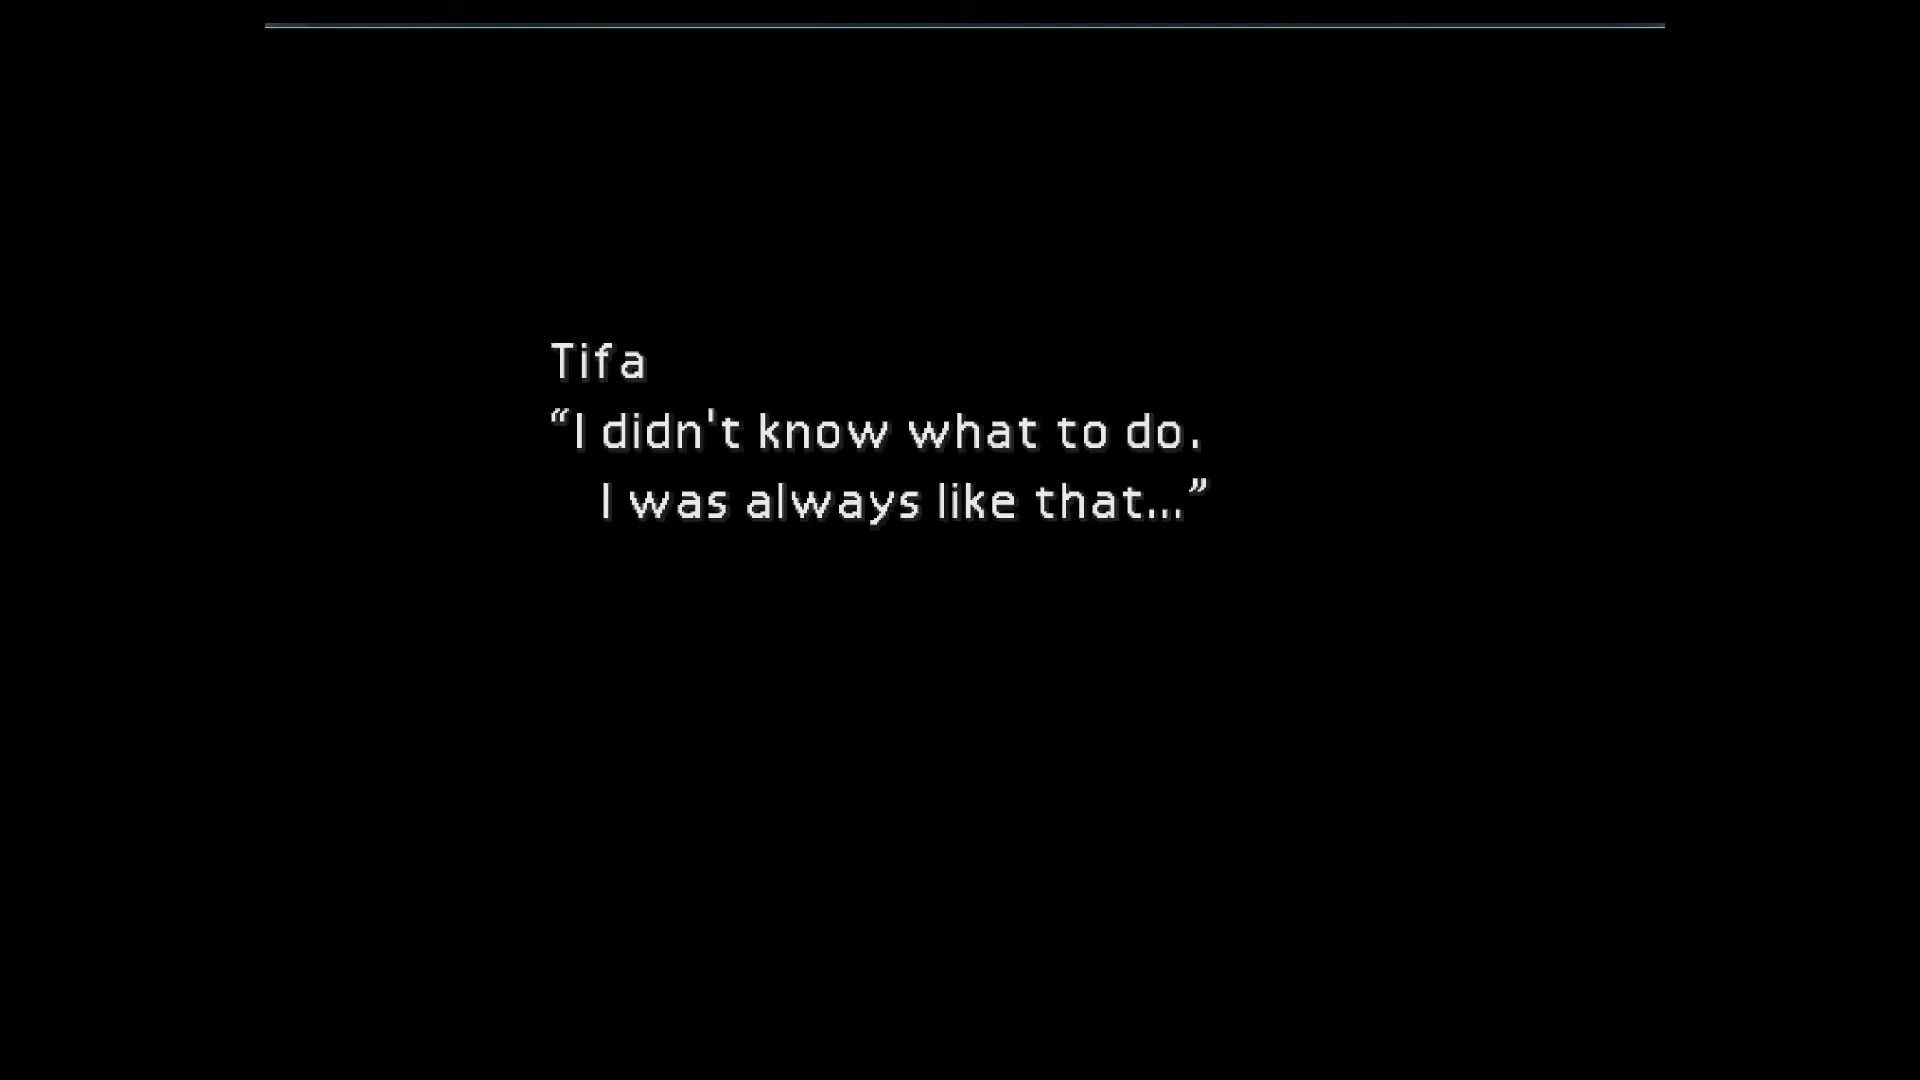 Tifa
“I didn't know what to do.
I was always like that...”